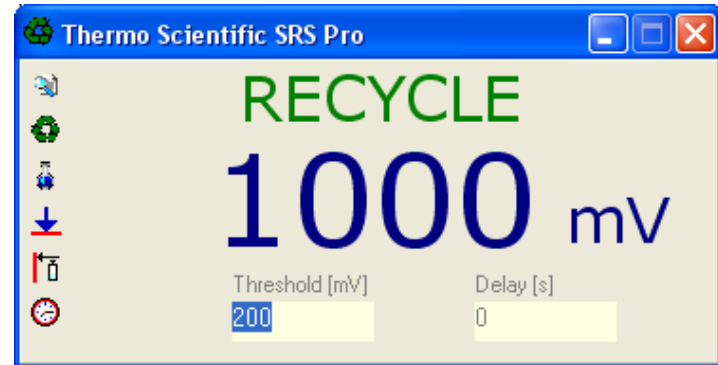 Thermo Scientific SRS Pro
RECYCLE
1000 mV
Threshold [mV] Delay [s]
200 0